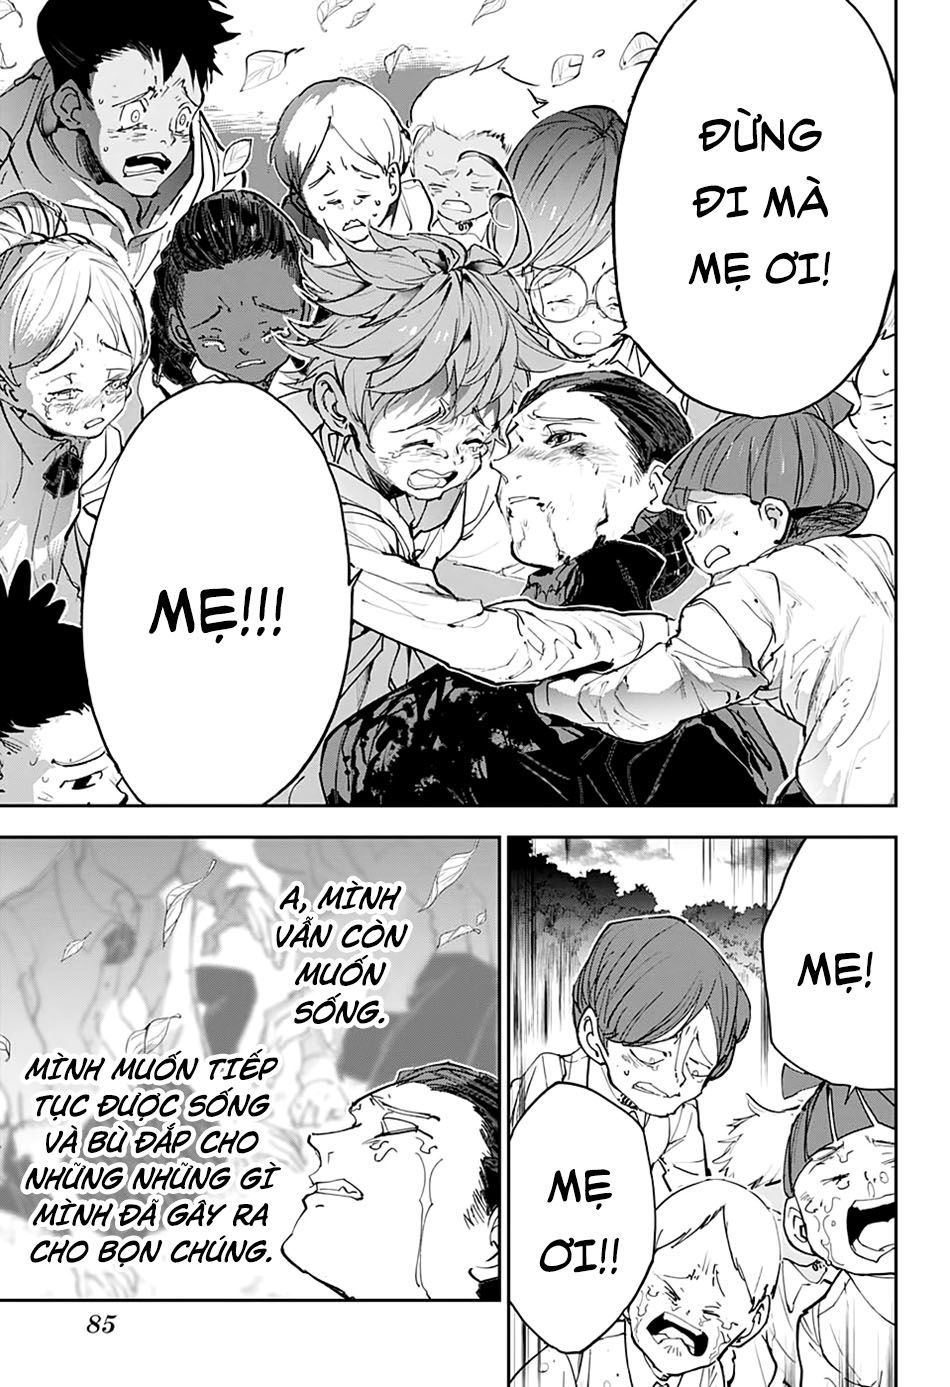 ĐỪNG
ĐI MÀ
MẸ ƠI!
MẸ!!!
MẸ!
MẸ
ƠI!!
A, MÌNH
VẪN CÒN
MUỐN
SỐNG.
MÌNH MUỐN TIẾP
TỤC ĐƯỢC SỐNG
VÀ BÙ ĐẮP CHO
NHỮNG NHỮNG GÌ
MÌNH ĐÃ GÂY RA
CHO BỌN CHÚNG.
85